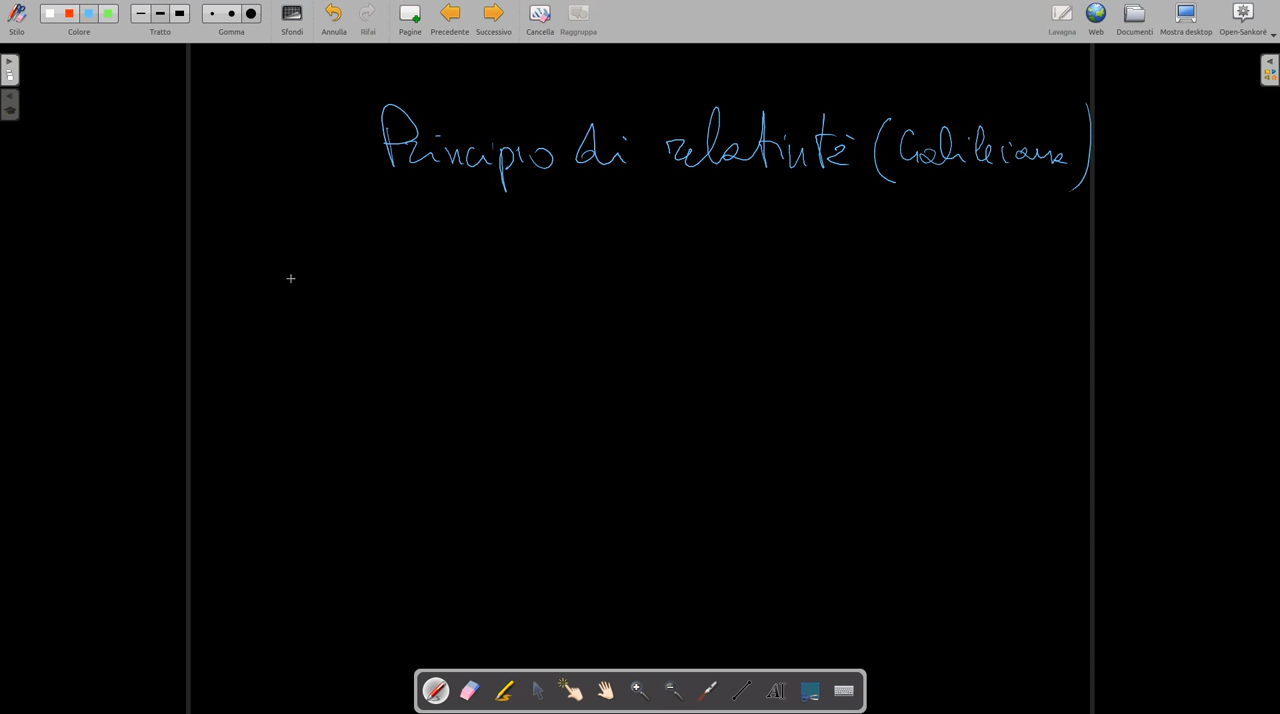 Stilo Colore Tratto Gomma Sfondi Annulla Rifai Pagine Precedente Successivo Cancella Raggruppa Lavagna Web Documenti Mostra desktop Open-Sankoré
Principio di relatività (Galileiana)
AI